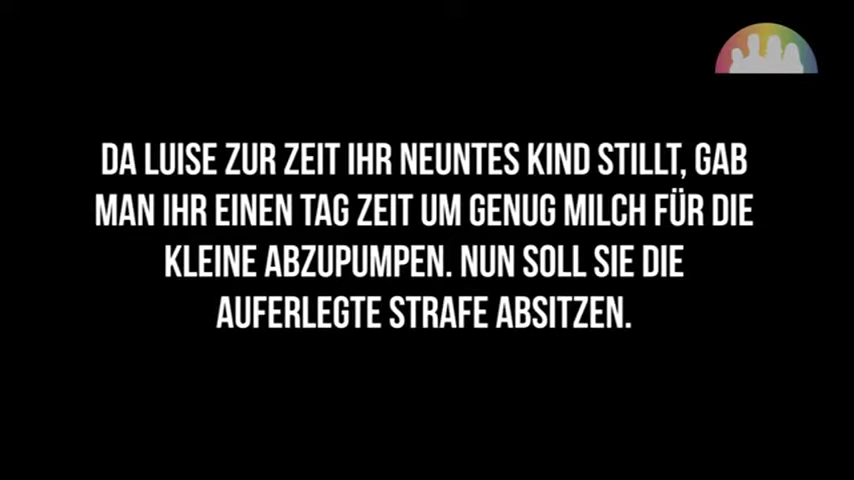 DA LUISE ZUR ZEIT IHR NEUNTES KIND STILLT, GAB
MAN IHR EINEN TAG ZEIT UM GENUG MILCH FÜR DIE
KLEINE ABZUPUMPEN. NUN SOLL SIE DIE
AUFERLEGTE STRAFE ABSITZEN.